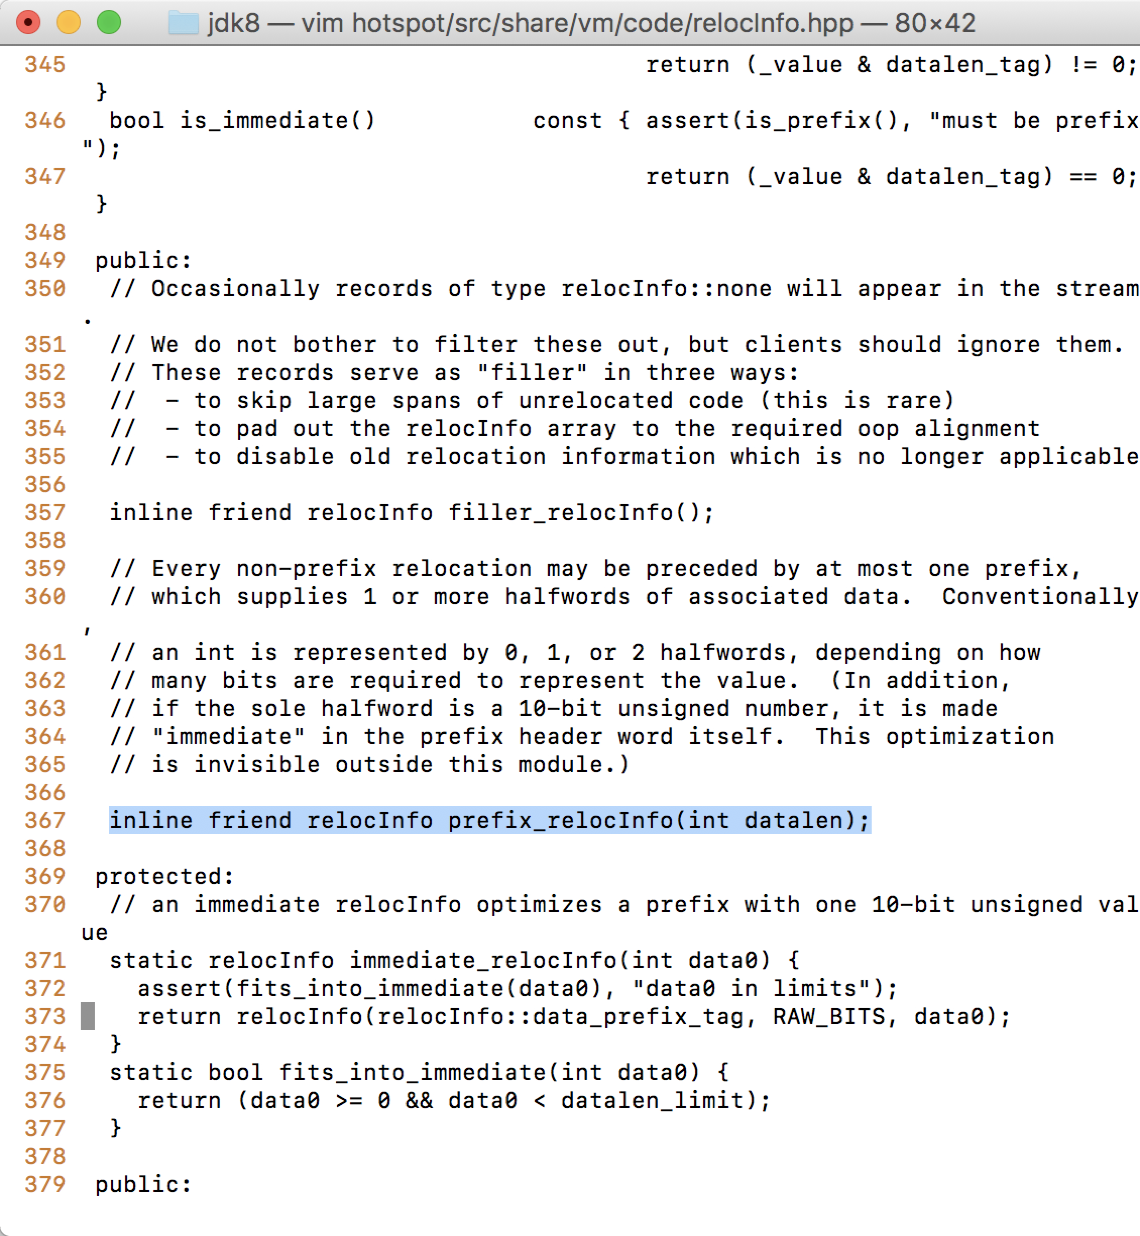 jdk8 — vim hotspot/src/share/vm/code/relocInfo.hpp — 80×42
345                                         return (_value & datalen_tag) != 0;
 }
346   bool is_immediate()           const { assert(is_prefix(), "must be prefix
");
347                                         return (_value & datalen_tag) == 0;
 }
348
349  public:
350   // Occasionally records of type relocInfo::none will appear in the stream
.
351   // We do not bother to filter these out, but clients should ignore them.
352   // These records serve as "filler" in three ways:
353   //  - to skip large spans of unrelocated code (this is rare)
354   //  - to pad out the relocInfo array to the required oop alignment
355   //  - to disable old relocation information which is no longer applicable
356
357   inline friend relocInfo filler_relocInfo();
358
359   // Every non-prefix relocation may be preceded by at most one prefix,
360   // which supplies 1 or more halfwords of associated data.  Conventionally
,
361   // an int is represented by 0, 1, or 2 halfwords, depending on how
362   // many bits are required to represent the value.  (In addition,
363   // if the sole halfword is a 10-bit unsigned number, it is made
364   // "immediate" in the prefix header word itself.  This optimization
365   // is invisible outside this module.)
366
367   inline friend relocInfo prefix_relocInfo(int datalen);
368
369  protected:
370   // an immediate relocInfo optimizes a prefix with one 10-bit unsigned val
ue
371   static relocInfo immediate_relocInfo(int data0) {
372     assert(fits_into_immediate(data0), "data0 in limits");
373     return relocInfo(relocInfo::data_prefix_tag, RAW_BITS, data0);
374   }
375   static bool fits_into_immediate(int data0) {
376     return (data0 >= 0 && data0 < datalen_limit);
377   }
378
379  public: